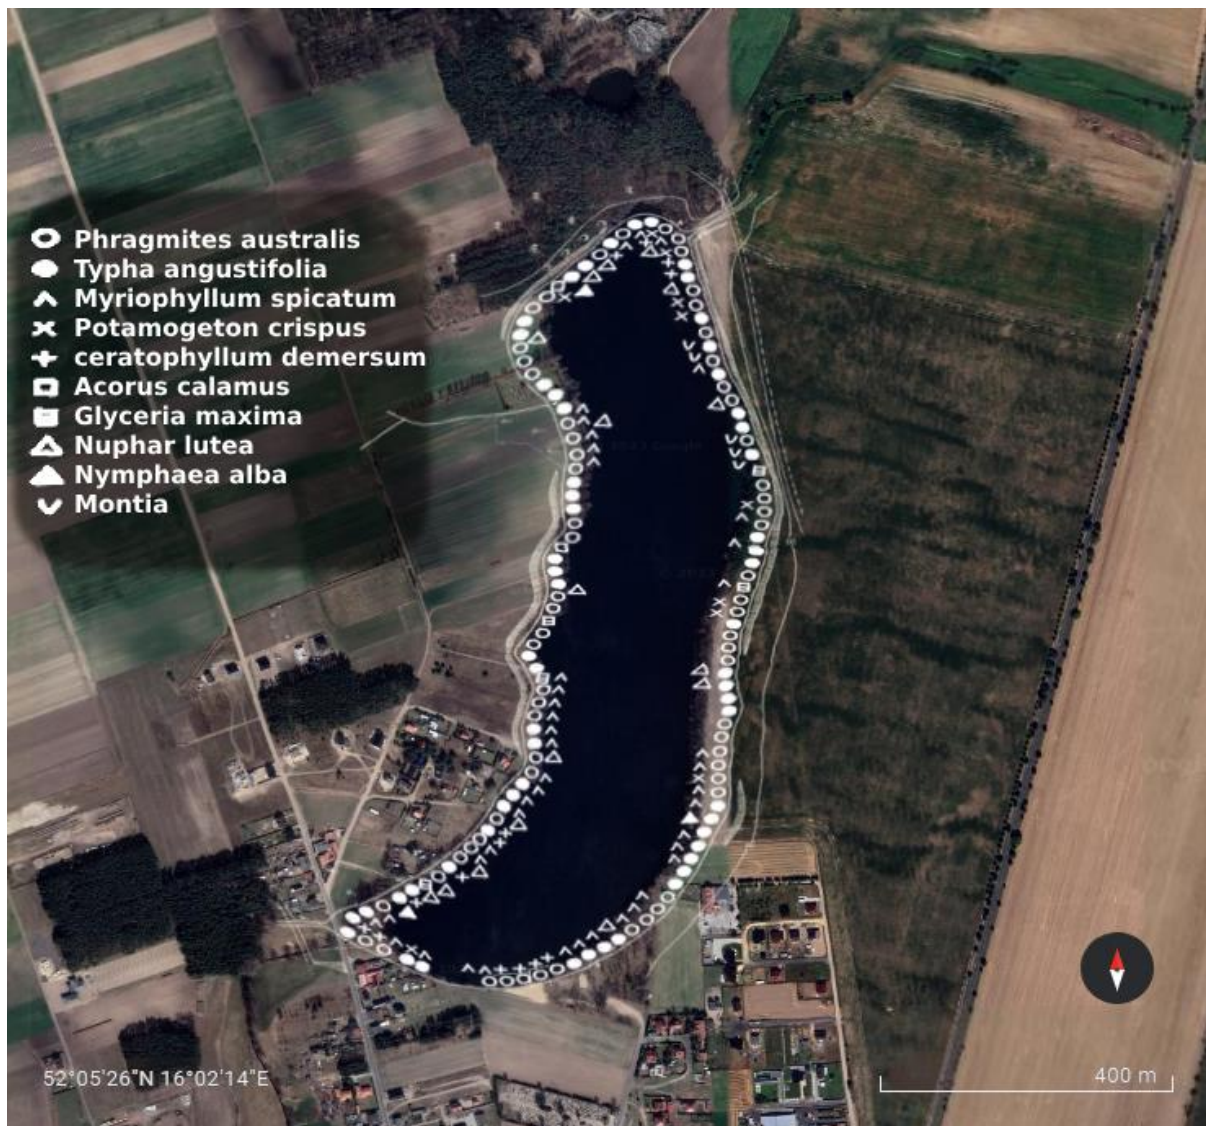 Phragmites australis
Typha angustifolia
Myriophyllum spicatum
Potamogeton crispus
ceratophyllum demersum
Acorus calamus
Glyceria maxima
Nuphar lutea
Nymphaea alba
Montia
52°05'26"N 16°02'14"E
400 m